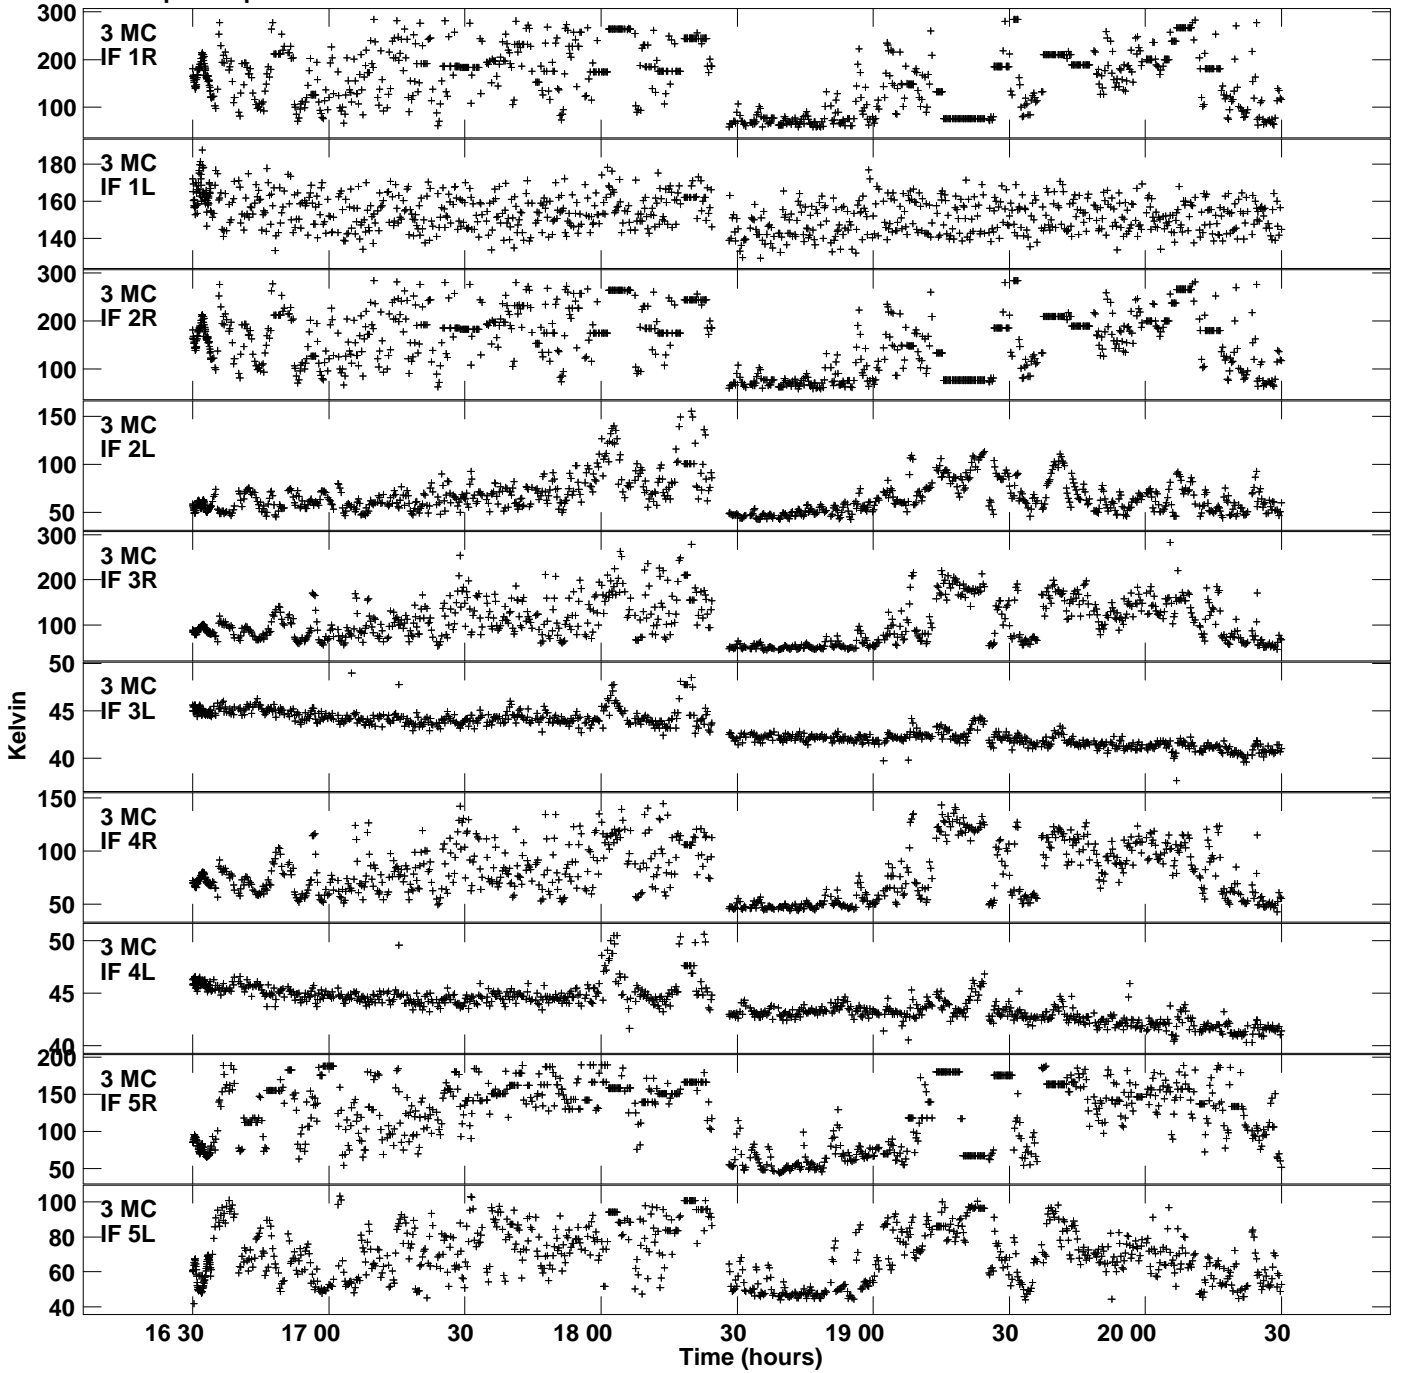 300
3 MC
IF 1R
200
100
3 MC
180
IF 1L
160
140
300
3 MC
IF 2R
200
100
150
3 MC
IF 2L
100
50
300
3 MC
IF 3R
200
100
50
3 MC
IF 3L
45
40
Kelvin
150
3 MC
IF 4R
100
50
50
3 MC
IF 4L
45
40
200
3 MC
IF 5R
150
100
50
100
3 MC
IF 5L
80
60
40
16 30 17 00 30 18 00 30 19 00 30 20 00 30
Time (hours)